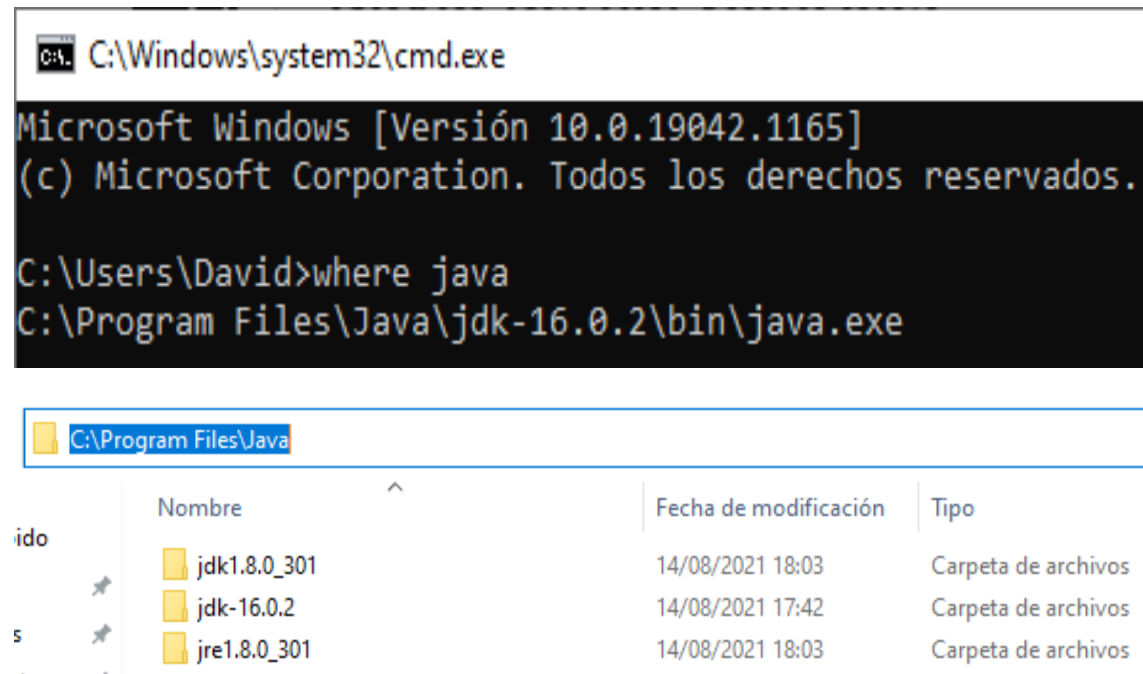 C:\Windows\system32\cmd.exe
Microsoft Windows [Versión 10.0.19042.1165]
(c) Microsoft Corporation. Todos los derechos reservados.
C:\Users\David>where java
C:\Program Files\Java\jdk-16.0.2\bin\java.exe
C:\Program Files\Java
Nombre Fecha de modificación Tipo
ido
jdk1.8.0_301 14/08/2021 18:03 Carpeta de archivos
jdk-16.0.2 14/08/2021 17:42 Carpeta de archivos
s
jre1.8.0_301 14/08/2021 18:03 Carpeta de archivos